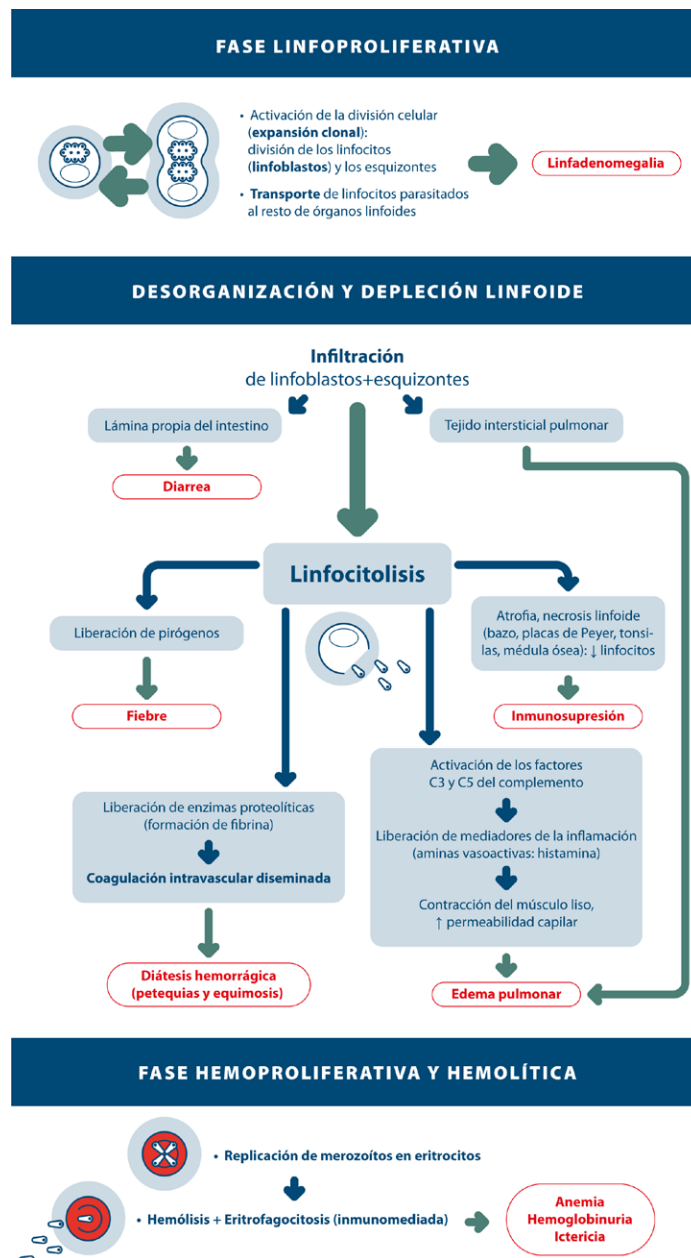 FASE LINFOPROLIFERATIVA
• Activación de la división celular
(expansión clonal):
división de los linfocitos
(linfoblastos) y los esquizontes
• Transporte de linfocitos parasitados
al resto de órganos linfoides
Linfadenomegalia
DESORGANIZACIÓN Y DEPLECIÓN LINFOIDE
Infiltración
de linfoblastos+esquizontes
Lámina propia del intestino
Tejido intersticial pulmonar
Diarrea
Linfocitolisis
Liberación de pirógenos
Atrofia, necrosis linfoide
(bazo, placas de Peyer, tonsi-
las, médula ósea): ↓ linfocitos
Fiebre
Inmunosupresión
Activación de los factores
C3 y C5 del complemento
Liberación de mediadores de la inflamación
(aminas vasoactivas: histamina)
Contracción del músculo liso,
↑ permeabilidad capilar
Liberación de enzimas proteolíticas
(formación de fibrina)
Coagulación intravascular diseminada
Diátesis hemorrágica
(petequias y equimosis)
Edema pulmonar
FASE HEMOPROLIFERATIVA Y HEMOLÍTICA
• Replicación de merozoítos en eritrocitos
• Hemólisis + Eritrofagocitosis (inmunomediada)
Anemia
Hemoglobinuria
Ictericia